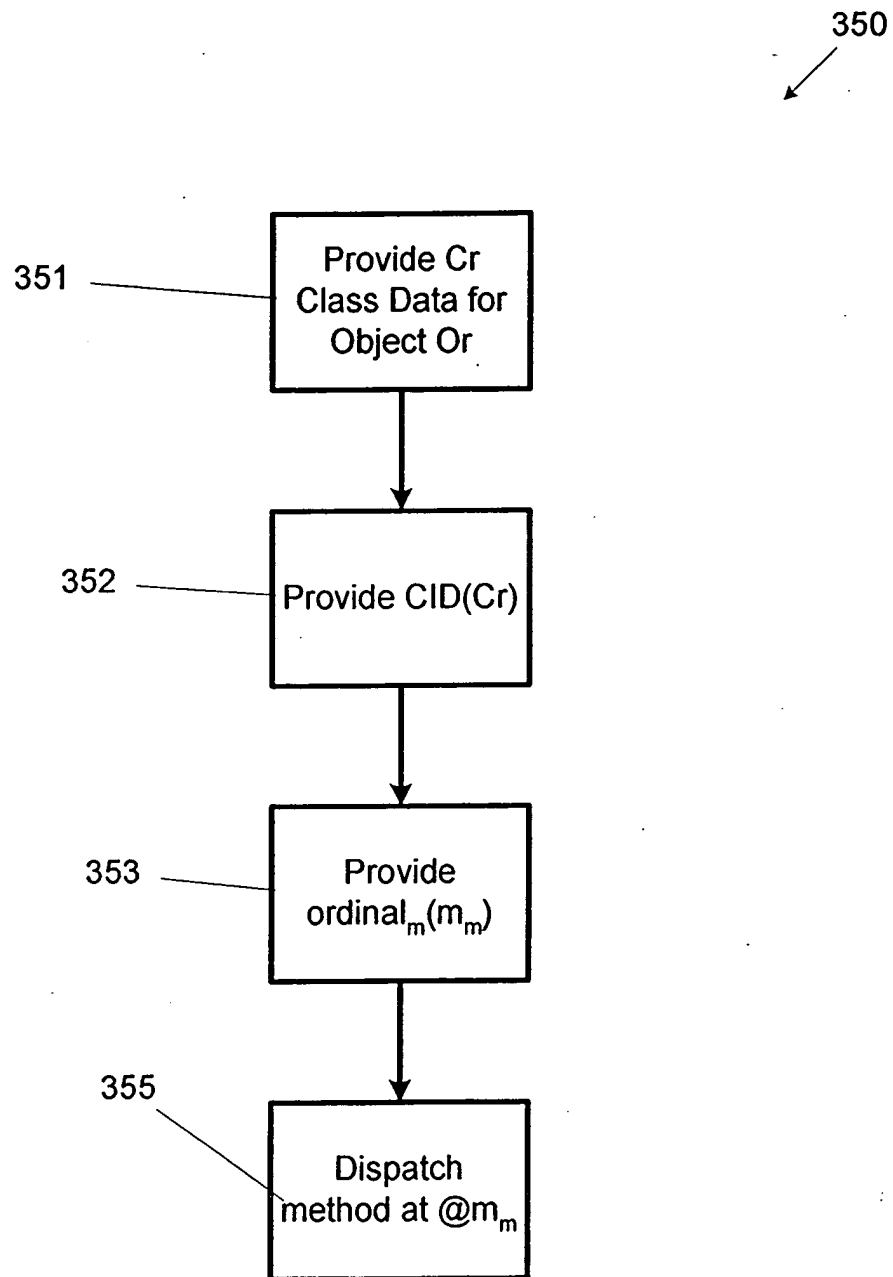 350
351
Provide Cr
Class Data for
Object Or
352
Provide CID(Cr)
353
Provide
ordinalₘ(mₘ)
355
Dispatch
method at @mₘ